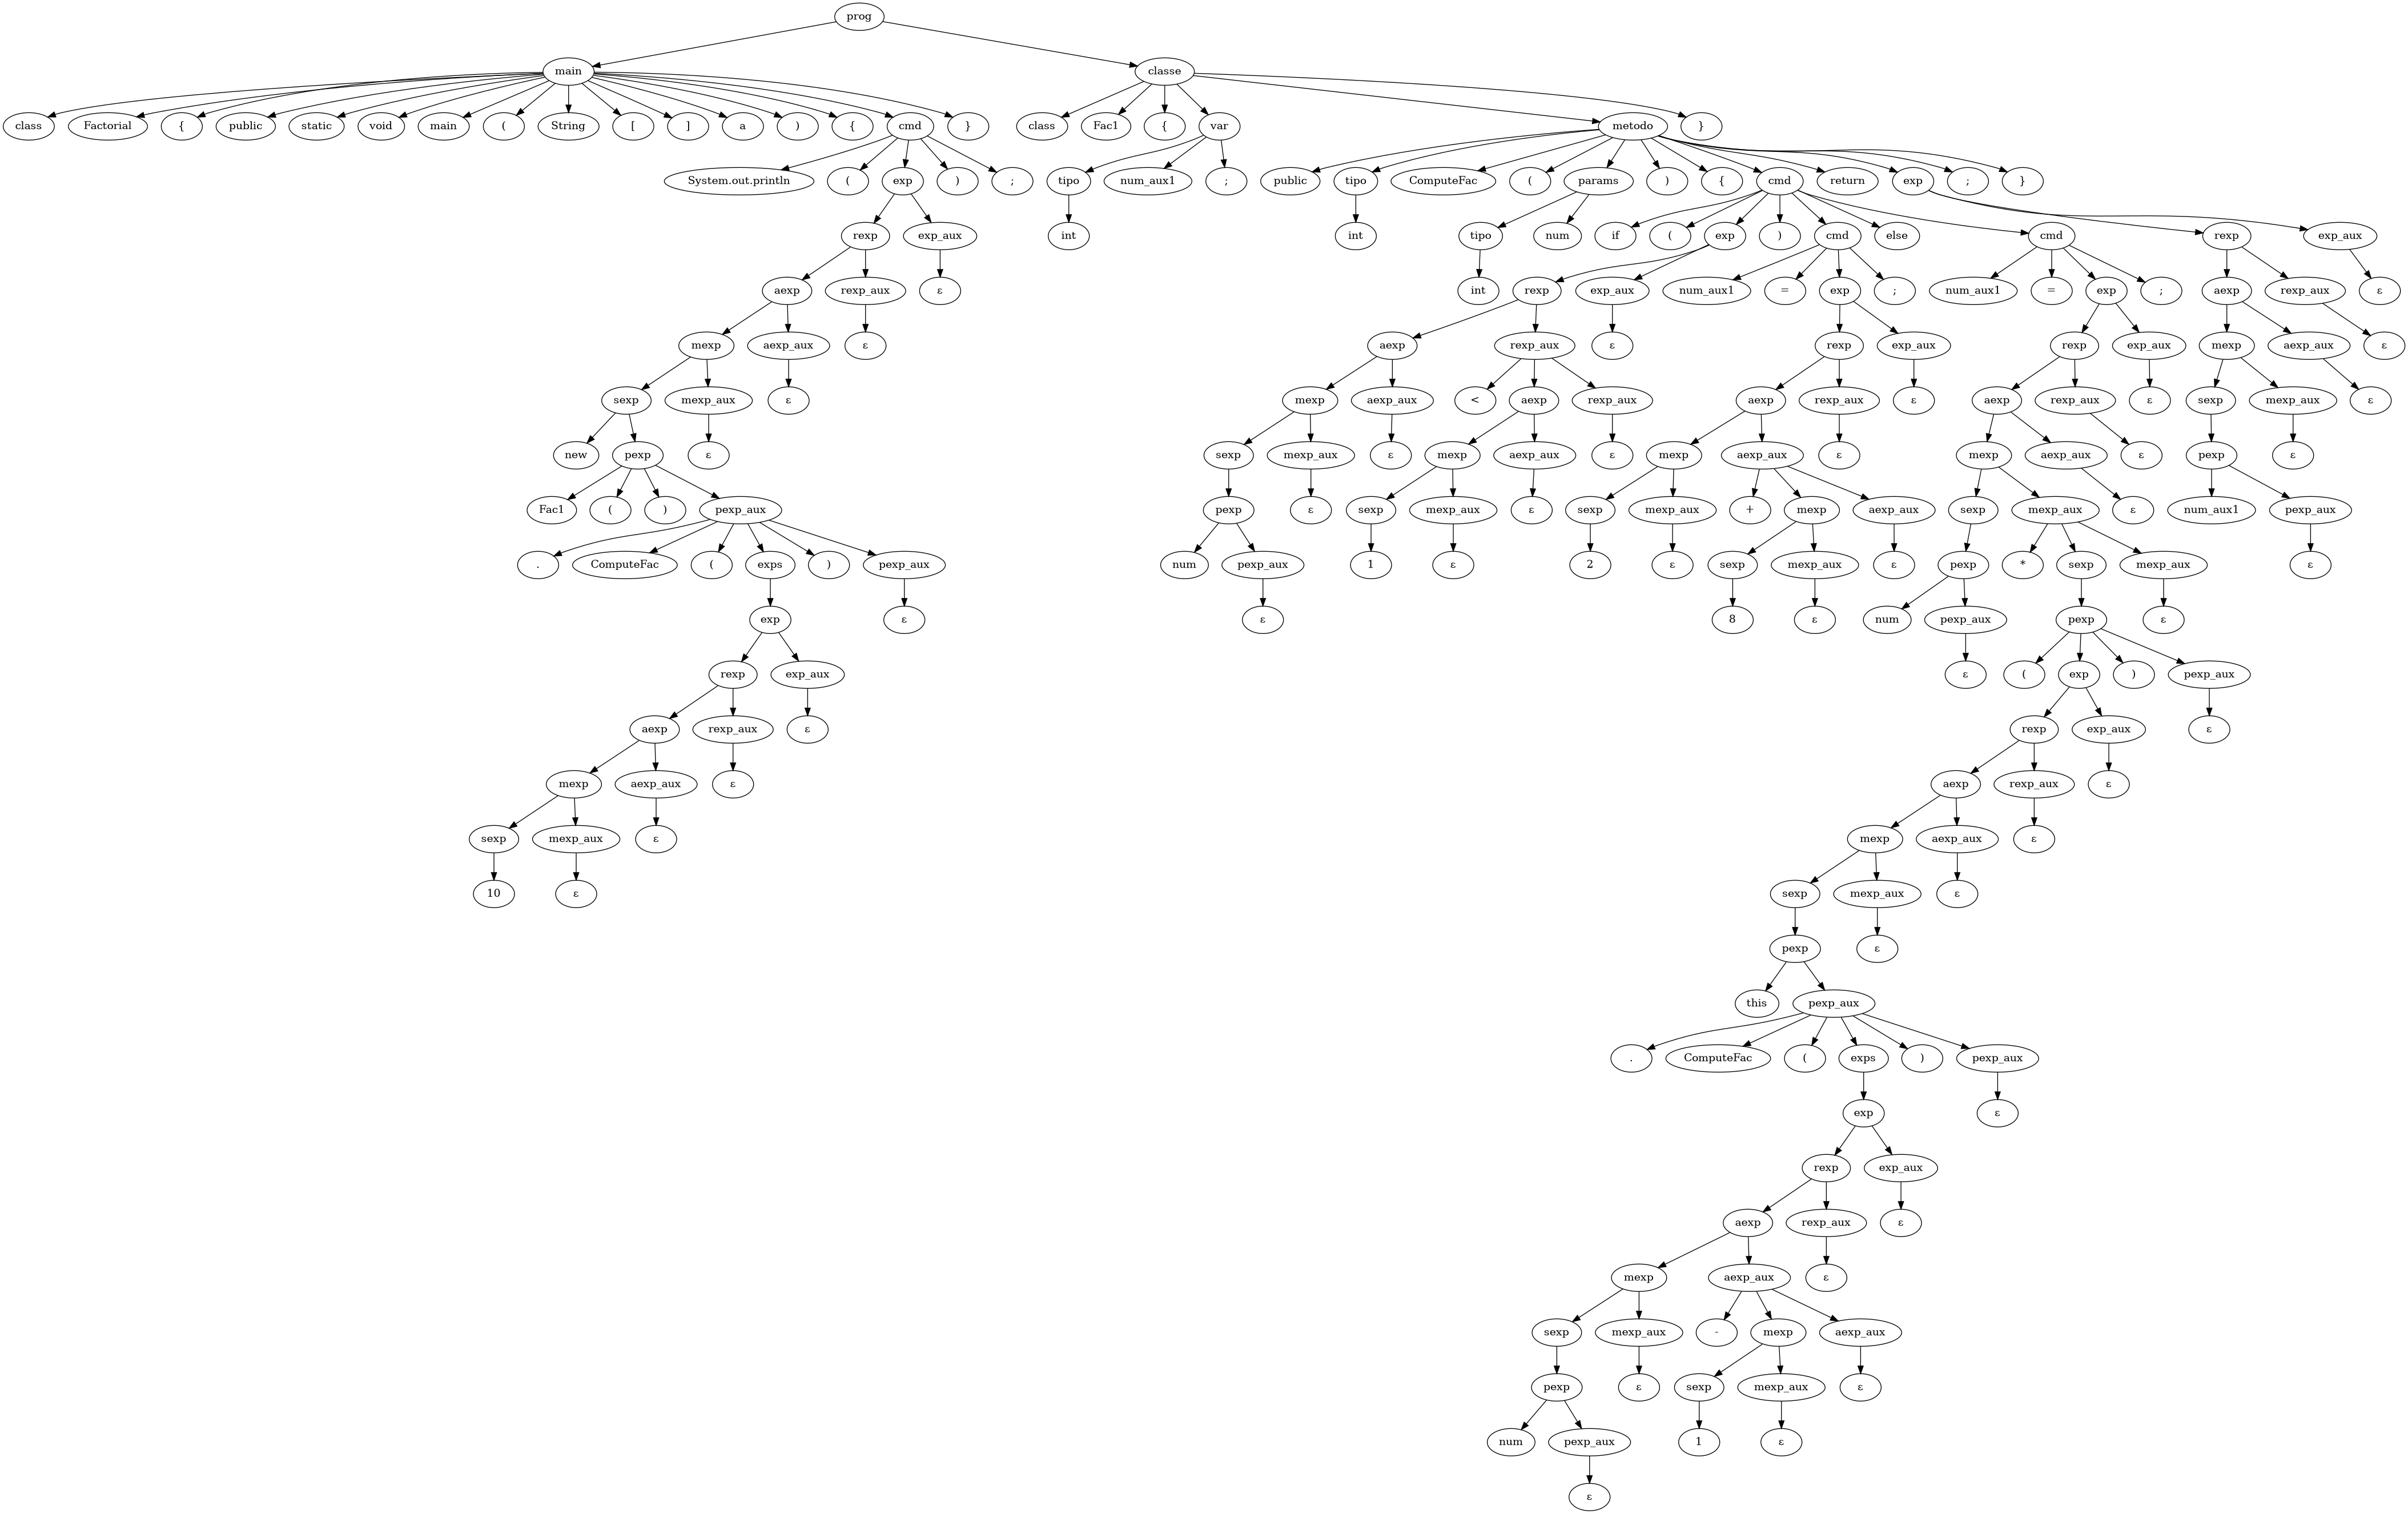 prog
main classe
class Factorial { public static void main ( String [ ] a ) { cmd } class Fac1 { var metodo }
System.out.println ( exp ) ; tipo num_aux1 ; public tipo ComputeFac ( params ) { cmd return exp ; }
rexp exp_aux int int tipo num if ( exp ) cmd else cmd rexp exp_aux
aexp rexp_aux ε int rexp exp_aux num_aux1 = exp ; num_aux1 = exp ; aexp rexp_aux ε
mexp aexp_aux ε aexp rexp_aux ε rexp exp_aux rexp exp_aux mexp aexp_aux ε
sexp mexp_aux ε mexp aexp_aux < aexp rexp_aux aexp rexp_aux ε aexp rexp_aux ε sexp mexp_aux ε
new pexp ε sexp mexp_aux ε mexp aexp_aux ε mexp aexp_aux ε mexp aexp_aux ε pexp ε
Fac1 ( ) pexp_aux pexp ε sexp mexp_aux ε sexp mexp_aux + mexp aexp_aux sexp mexp_aux ε num_aux1 pexp_aux
. ComputeFac ( exps ) pexp_aux num pexp_aux 1 ε 2 ε sexp mexp_aux ε pexp * sexp mexp_aux ε
exp ε ε 8 ε num pexp_aux pexp ε
rexp exp_aux ε ( exp ) pexp_aux
aexp rexp_aux ε rexp exp_aux ε
mexp aexp_aux ε aexp rexp_aux ε
sexp mexp_aux ε mexp aexp_aux ε
10 ε sexp mexp_aux ε
pexp ε
this pexp_aux
. ComputeFac ( exps ) pexp_aux
exp ε
rexp exp_aux
aexp rexp_aux ε
mexp aexp_aux ε
sexp mexp_aux - mexp aexp_aux
pexp ε sexp mexp_aux ε
num pexp_aux 1 ε
ε